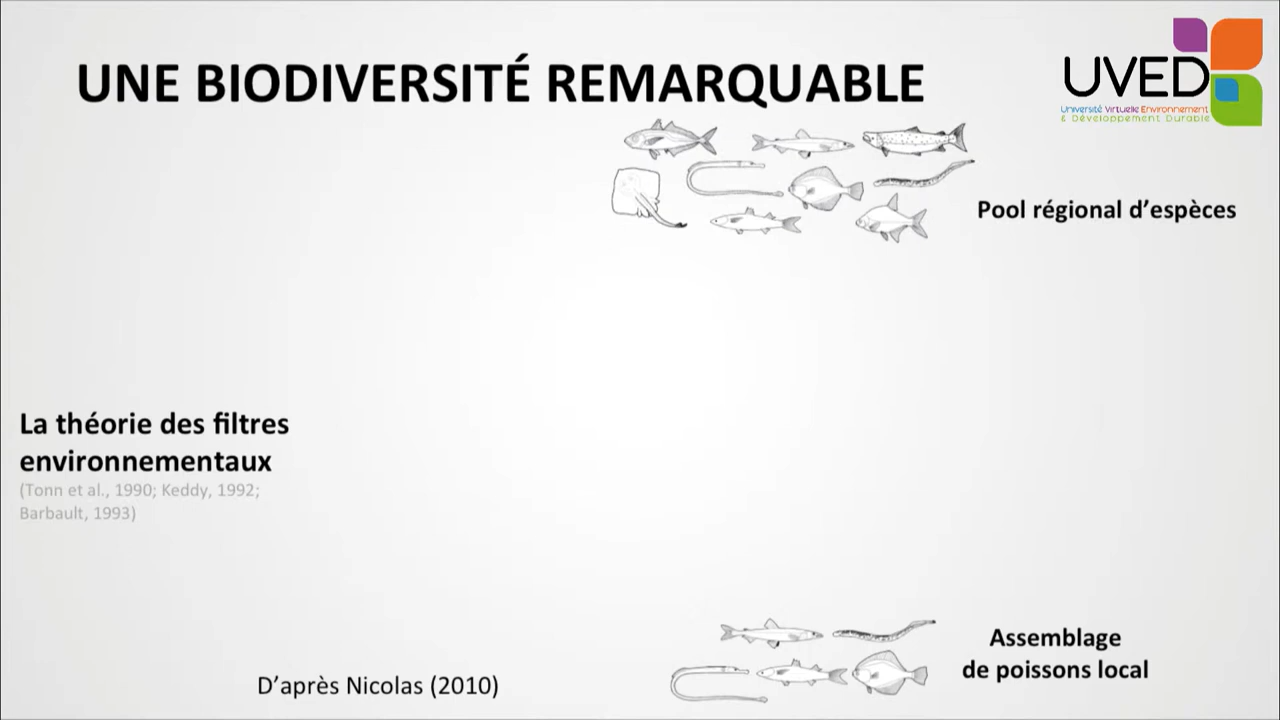 UNE BIODIVERSITÉ REMARQUABLE
UVED
Université Virtuelle Environnement
& Développement Durable
Pool régional d’espèces
La théorie des filtres
environnementaux
(Tonn et al., 1990; Keddy, 1992;
Barbault, 1993)
Assemblage
de poissons local
D’après Nicolas (2010)